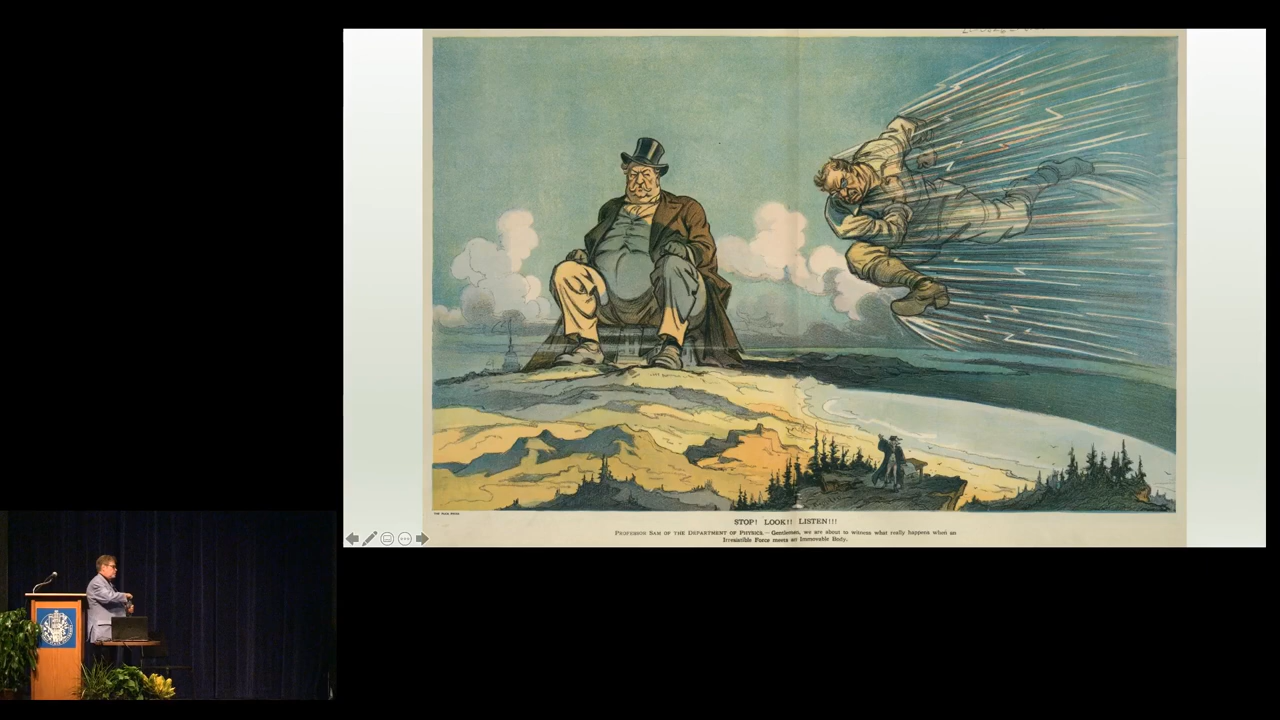 STOP! LOOK!! LISTEN!!!
PROFESSOR SAM OF THE DEPARTMENT OF PHYSICS.—Gentlemen, we are about to witness what really happens when an
Irresistible Force meets an Immovable Body.